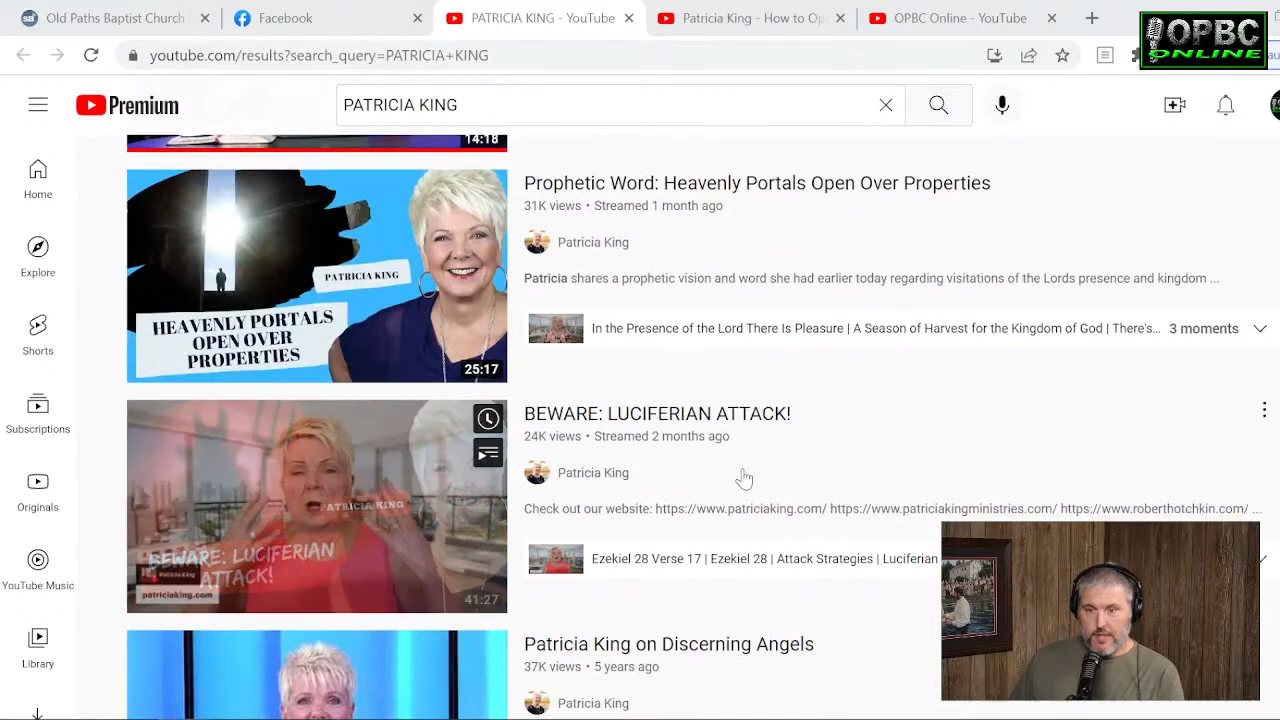 Old Paths Baptist Church
Facebook
PATRICIA KING - YouTube
Patricia King - How to Op
OPBC Online - YouTube
OPBC
ONLINE
youtube.com/results?search_query=PATRICIA+KING
Premium
PATRICIA KING
14:18
Home
Explore
Shorts
Subscriptions
Originals
YouTube Music
Library
PATRICIA KING
HEAVENLY PORTALS
OPEN OVER
PROPERTIES
25:17
Prophetic Word: Heavenly Portals Open Over Properties
31K views • Streamed 1 month ago
Patricia King
Patricia shares a prophetic vision and word she had earlier today regarding visitations of the Lords presence and kingdom ...
In the Presence of the Lord There Is Pleasure | A Season of Harvest for the Kingdom of God | There's... 3 moments
PATRICIA KING
BEWARE: LUCIFERIAN
ATTACK!
Patricia King
patriciaking.com
41:27
BEWARE: LUCIFERIAN ATTACK!
24K views • Streamed 2 months ago
Patricia King
Check out our website: https://www.patriciaking.com/ https://www.patriciakingministries.com/ https://www.roberthotchkin.com/ ...
Ezekiel 28 Verse 17 | Ezekiel 28 | Attack Strategies | Luciferian
Patricia King on Discerning Angels
37K views • 5 years ago
Patricia King